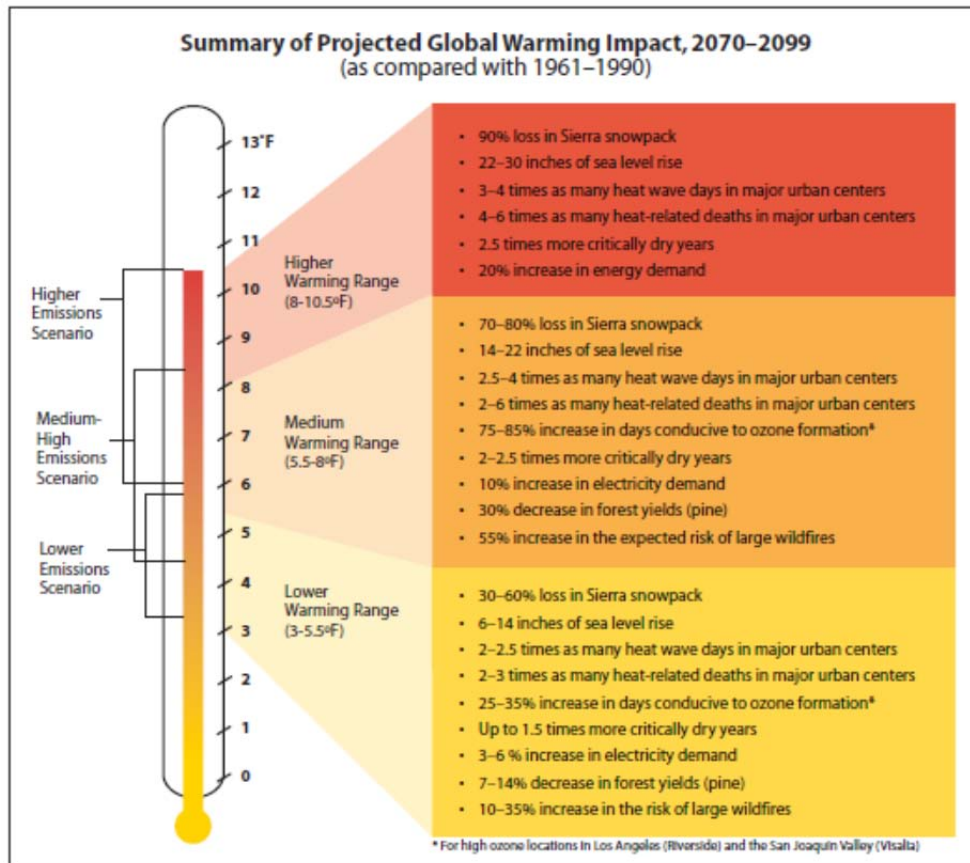 Summary of Projected Global Warming Impact, 2070–2099
(as compared with 1961–1990)
13°F
12
11
10
9
8
7
6
5
4
3
2
1
0
Higher
Emissions
Scenario
Medium-
High
Emissions
Scenario
Lower
Emissions
Scenario
Higher
Warming Range
(8-10.5ºF)
• 90% loss in Sierra snowpack
• 22–30 inches of sea level rise
• 3–4 times as many heat wave days in major urban centers
• 4–6 times as many heat-related deaths in major urban centers
• 2.5 times more critically dry years
• 20% increase in energy demand
Medium
Warming Range
(5.5-8ºF)
• 70–80% loss in Sierra snowpack
• 14–22 inches of sea level rise
• 2.5–4 times as many heat wave days in major urban centers
• 2–6 times as many heat-related deaths in major urban centers
• 75–85% increase in days conducive to ozone formation*
• 2–2.5 times more critically dry years
• 10% increase in electricity demand
• 30% decrease in forest yields (pine)
• 55% increase in the expected risk of large wildfires
Lower
Warming Range
(3-5.5ºF)
• 30–60% loss in Sierra snowpack
• 6–14 inches of sea level rise
• 2–2.5 times as many heat wave days in major urban centers
• 2–3 times as many heat-related deaths in major urban centers
• 25–35% increase in days conducive to ozone formation*
• Up to 1.5 times more critically dry years
• 3–6 % increase in electricity demand
• 7–14% decrease in forest yields (pine)
• 10–35% increase in the risk of large wildfires
* For high ozone locations in Los Angeles (Riverside) and the San Joaquin Valley (Visalia)